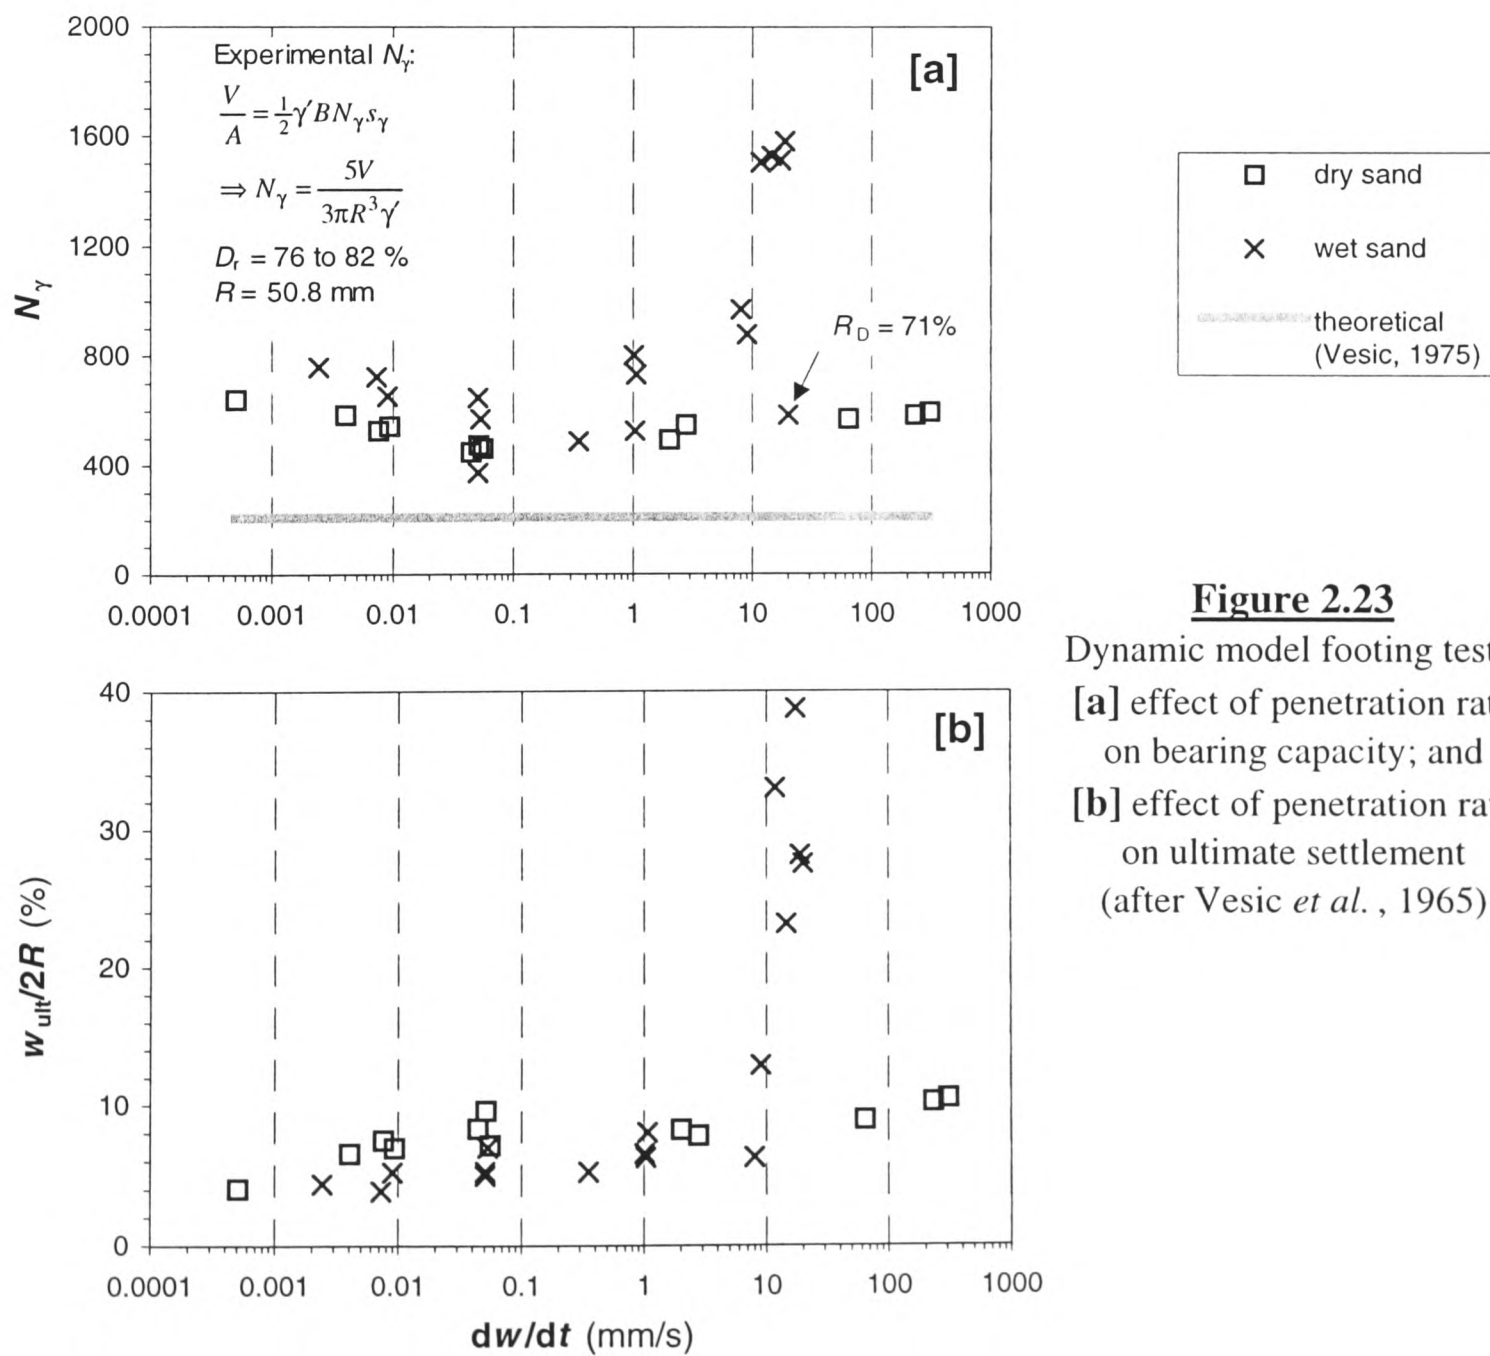 2000
1600
1200
800
400
0
Nγ
Experimental Nγ:
V/A = ½γ′BNγsγ
⇒ Nγ = 5V/3πR³γ′
Dr = 76 to 82 %
R = 50.8 mm
[a]
RD = 71%
0.0001 0.001 0.01 0.1 1 10 100 1000
dry sand
wet sand
theoretical
(Vesic, 1975)
40
30
20
10
0
wult/2R (%)
[b]
0.0001 0.001 0.01 0.1 1 10 100 1000
dw/dt (mm/s)
Figure 2.23
Dynamic model footing test
[a] effect of penetration rat
on bearing capacity; and
[b] effect of penetration ra
on ultimate settlement
(after Vesic et al., 1965)